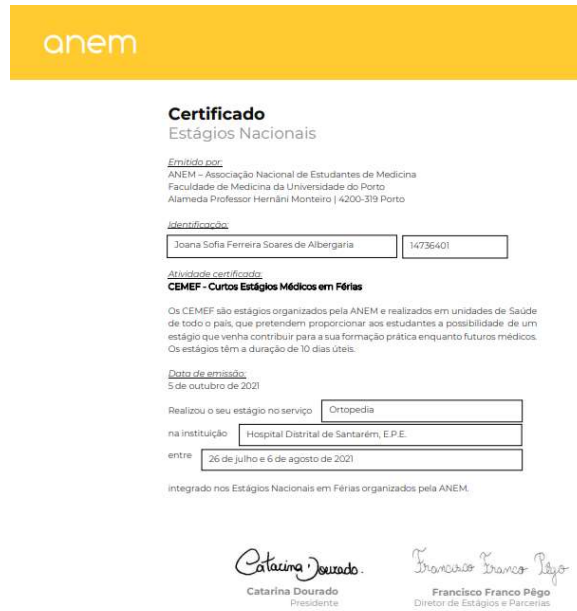 anem
Certificado
Estágios Nacionais
Emitido por:
ANEM – Associação Nacional de Estudantes de Medicina
Faculdade de Medicina da Universidade do Porto
Alameda Professor Hernâni Monteiro | 4200-319 Porto
Identificação:
Joana Sofia Ferreira Soares de Albergaria 14736401
Atividade certificada:
CEMEF - Curtos Estágios Médicos em Férias
Os CEMEF são estágios organizados pela ANEM e realizados em unidades de Saúde
de todo o país, que pretendem proporcionar aos estudantes a possibilidade de um
estágio que venha contribuir para a sua formação prática enquanto futuros médicos.
Os estágios têm a duração de 10 dias úteis.
Data de emissão:
5 de outubro de 2021
Realizou o seu estágio no serviço Ortopedia
na instituição Hospital Distrital de Santarém, E.P.E.
entre 26 de julho e 6 de agosto de 2021
integrado nos Estágios Nacionais em Férias organizados pela ANEM.
Catarina Dourado. Francisco Franco Pêgo
Catarina Dourado Francisco Franco Pêgo
Presidente Diretor de Estágios e Parcerias